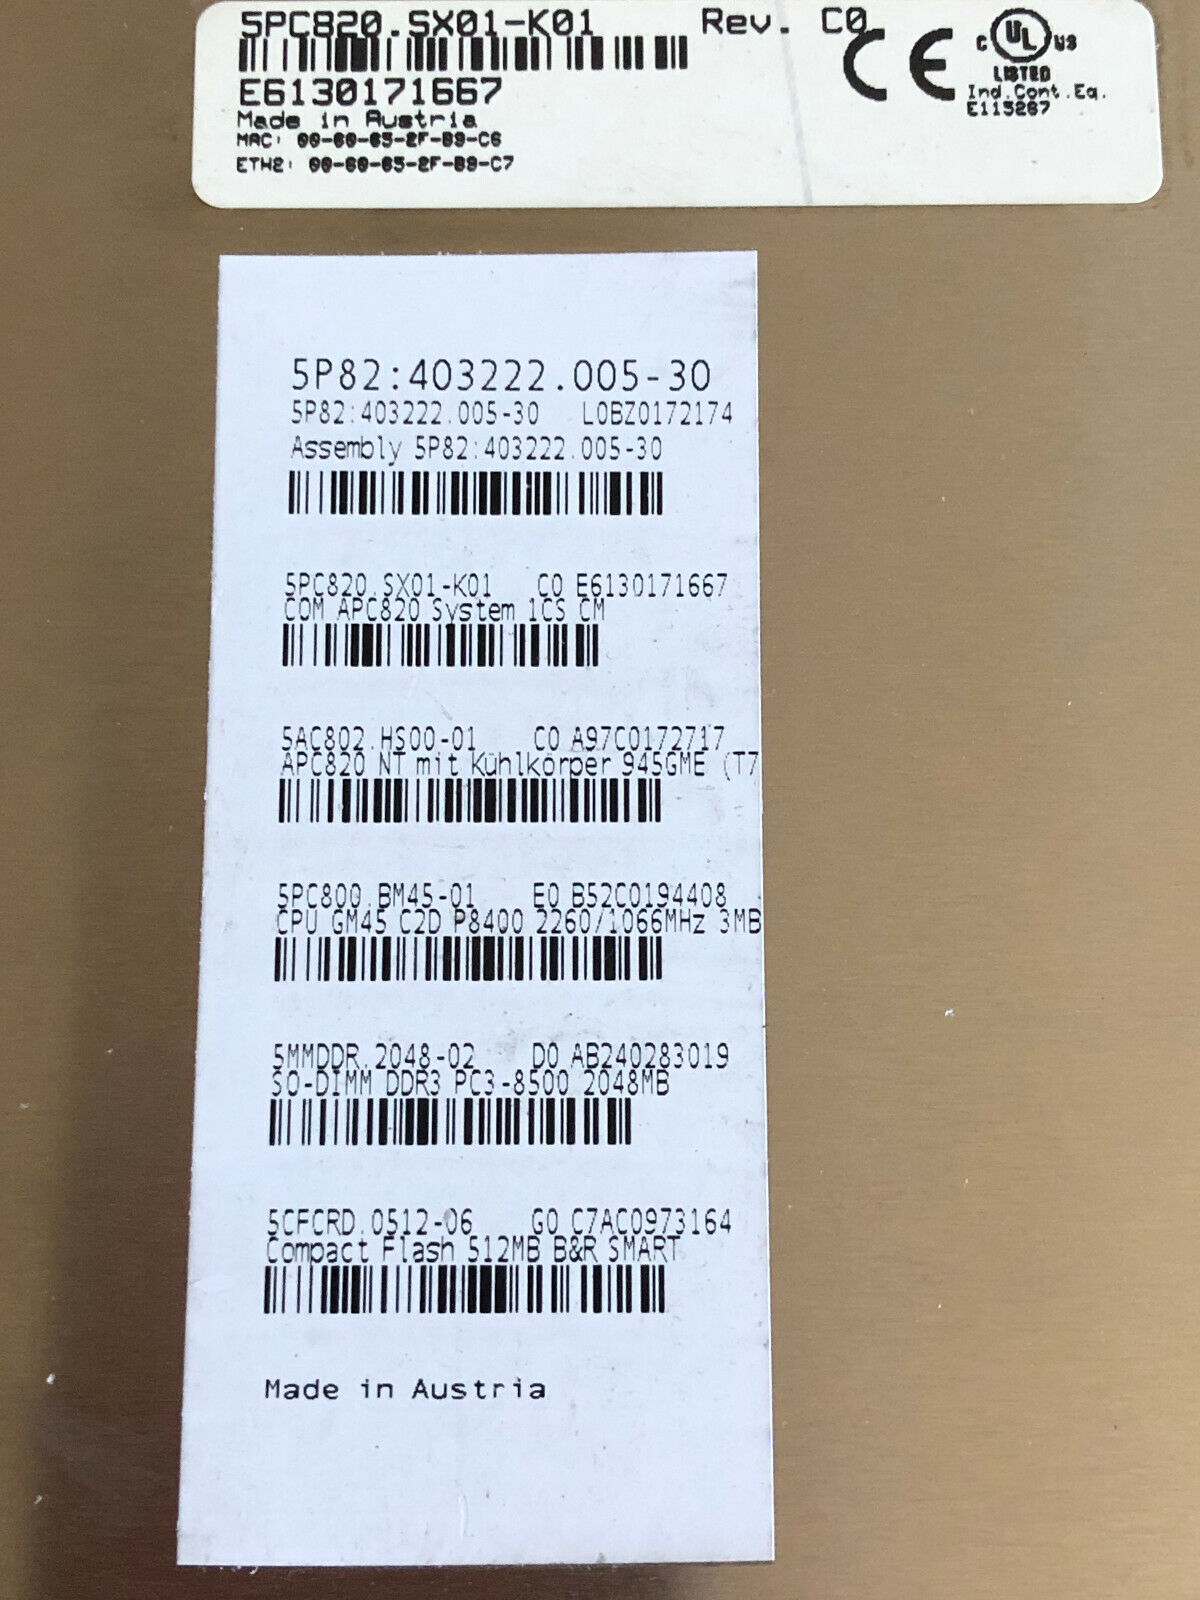 5PC820.SX01-K01 Rev. C0
E6130171667
Made in Austria
MAC: 00-60-65-2F-B9-C6
ETH2: 00-60-65-2F-B9-C7
CE
C UL US
LISTED
Ind.Cont.Eq.
E115267
5P82:403222.005-30
5P82:403222.005-30 L0BZ0172174
Assembly 5P82:403222.005-30
5PC820.SX01-K01 C0 E6130171667
COM APC820 System 1CS CM
5AC802.HS00-01 C0 A97C0172717
APC820 NT mit Kühlkörper 945GME (T7
5PC800.BM45-01 E0 B52C0194408
CPU GM45 C2D P8400 2260/1066MHz 3MB
5MMDDR.2048-02 D0 AB240283019
SO-DIMM DDR3 PC3-8500 2048MB
5CFCRD.0512-06 G0 C7AC0973164
Compact Flash 512MB B&R SMART
Made in Austria